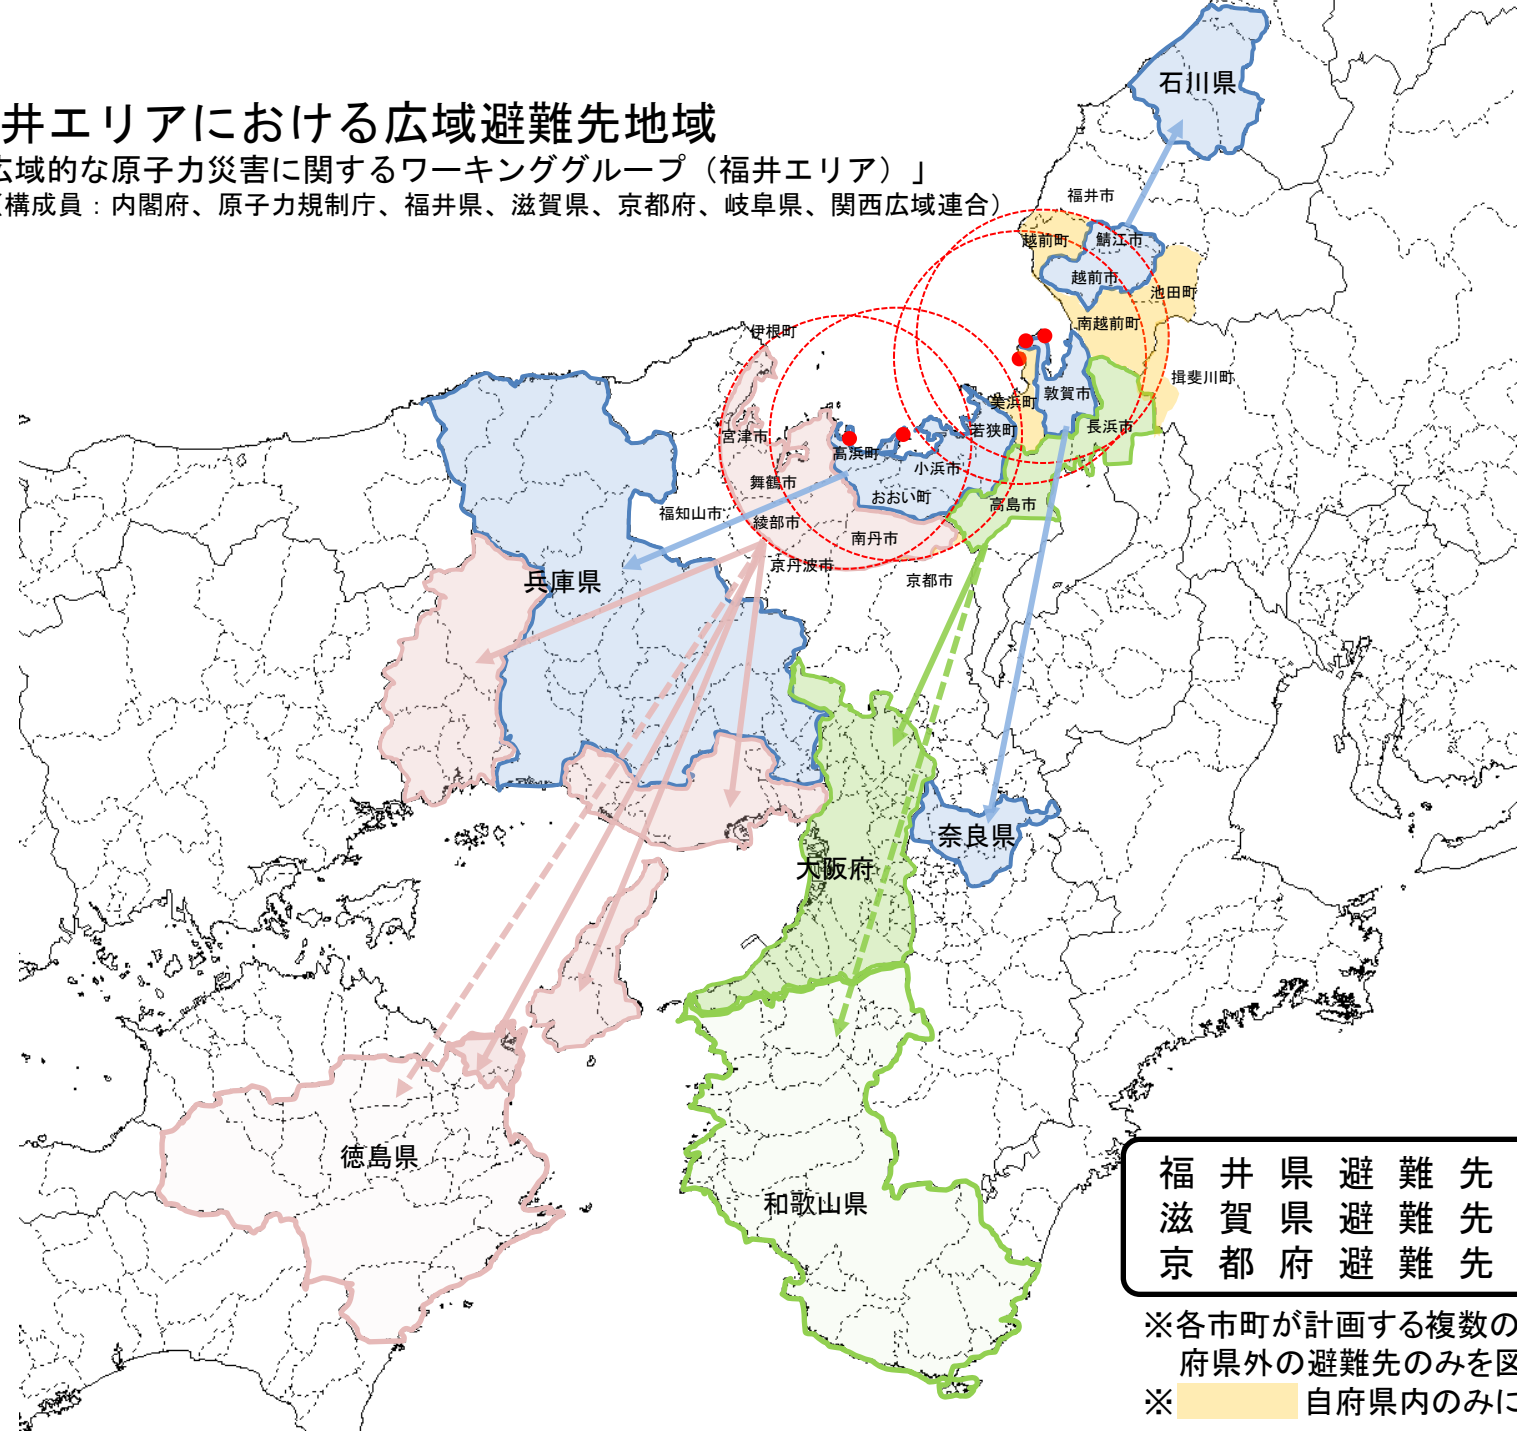 井エリアにおける広域避難先地域
広域的な原子力災害に関するワーキンググループ（福井エリア）」
（構成員：内閣府、原子力規制庁、福井県、滋賀県、京都府、岐阜県、関西広域連合）
石川県
福井市
越前町
鯖江市
越前市
池田町
南越前町
伊根町
揖斐川町
美浜町
敦賀市
長浜市
宮津市
若狭町
高浜町
小浜市
舞鶴市
おおい町
高島市
福知山市
綾部市
南丹市
京丹波市
京都市
兵庫県
奈良県
大阪府
徳島県
和歌山県
福井県避難先
滋賀県避難先
京都府避難先
※各市町が計画する複数の
府県外の避難先のみを図
※ 自府県内のみに